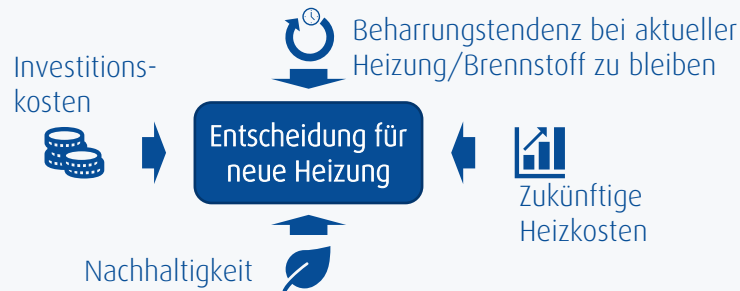 Beharrungstendenz bei aktueller
Heizung/Brennstoff zu bleiben
Investitions-
kosten
Entscheidung für
neue Heizung
Zukünftige
Heizkosten
Nachhaltigkeit